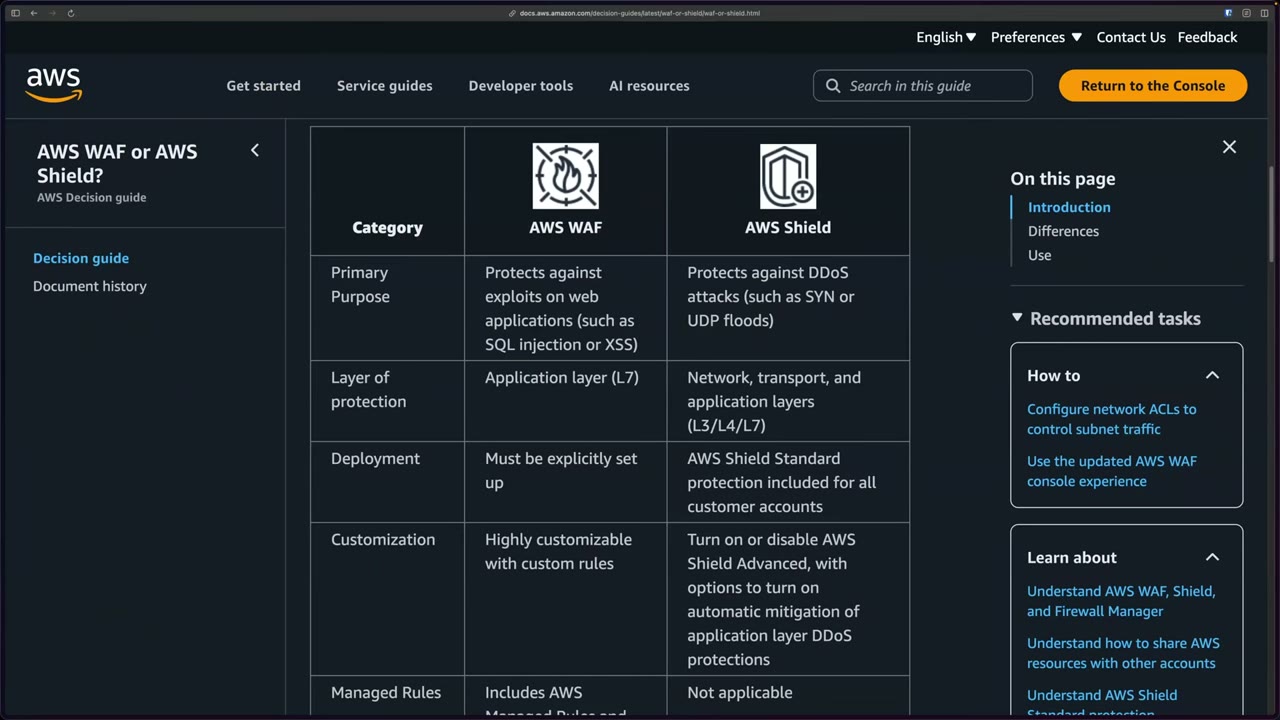 docs.aws.amazon.com/decision-guides/latest/waf-or-shield/waf-or-shield.html
English Preferences Contact Us Feedback
aws
Get started Service guides Developer tools AI resources Search in this guide Return to the Console
AWS WAF or AWS
Shield?
AWS Decision guide
Decision guide
Document history
Category AWS WAF AWS Shield
Primary
Purpose
Protects against
exploits on web
applications (such as
SQL injection or XSS)
Protects against DDoS
attacks (such as SYN or
UDP floods)
Layer of
protection
Application layer (L7)
Network, transport, and
application layers
(L3/L4/L7)
Deployment
Must be explicitly set
up
AWS Shield Standard
protection included for all
customer accounts
Customization
Highly customizable
with custom rules
Turn on or disable AWS
Shield Advanced, with
options to turn on
automatic mitigation of
application layer DDoS
protections
Managed Rules
Includes AWS
Managed Rules and
Not applicable
On this page
Introduction
Differences
Use
Recommended tasks
How to
Configure network ACLs to
control subnet traffic
Use the updated AWS WAF
console experience
Learn about
Understand AWS WAF, Shield,
and Firewall Manager
Understand how to share AWS
resources with other accounts
Understand AWS Shield
Standard protection